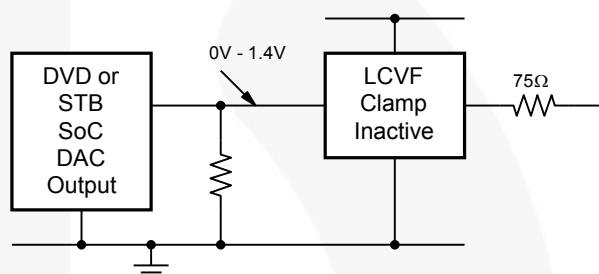 DVD or
STB
SoC
DAC
Output
0V - 1.4V
LCVF
Clamp
Inactive
75Ω